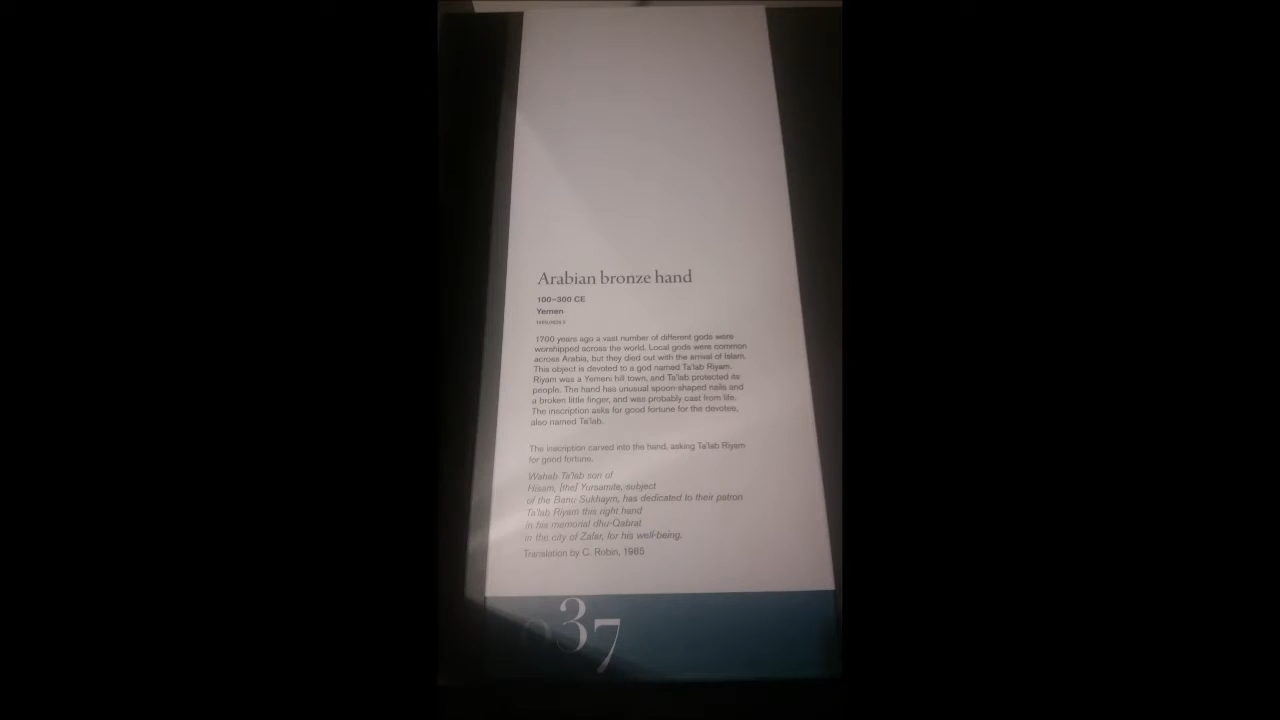 Arabian bronze hand
100–300 CE
Yemen
1700 years ago a vast number of different gods were
worshipped across the world. Local gods were common
across Arabia, but they died out with the arrival of Islam.
This object is devoted to a god named Ta'lab Riyam.
Riyam was a Yemeni hill town, and Ta'lab protected its
people. The hand has unusual spoon-shaped nails and
a broken little finger, and was probably cast from life.
The inscription asks for good fortune for the devotee,
also named Ta'lab.
The inscription carved into the hand, asking Ta'lab Riyam
for good fortune.
Wahab Ta'lab son of
Hisam, [the] Yursamite, subject
of the Banu Sukhaym, has dedicated to their patron
Ta'lab Riyam this right hand
in his memorial dhu-Qabrat
in the city of Zafar, for his well-being.
Translation by C. Robin, 1985
037